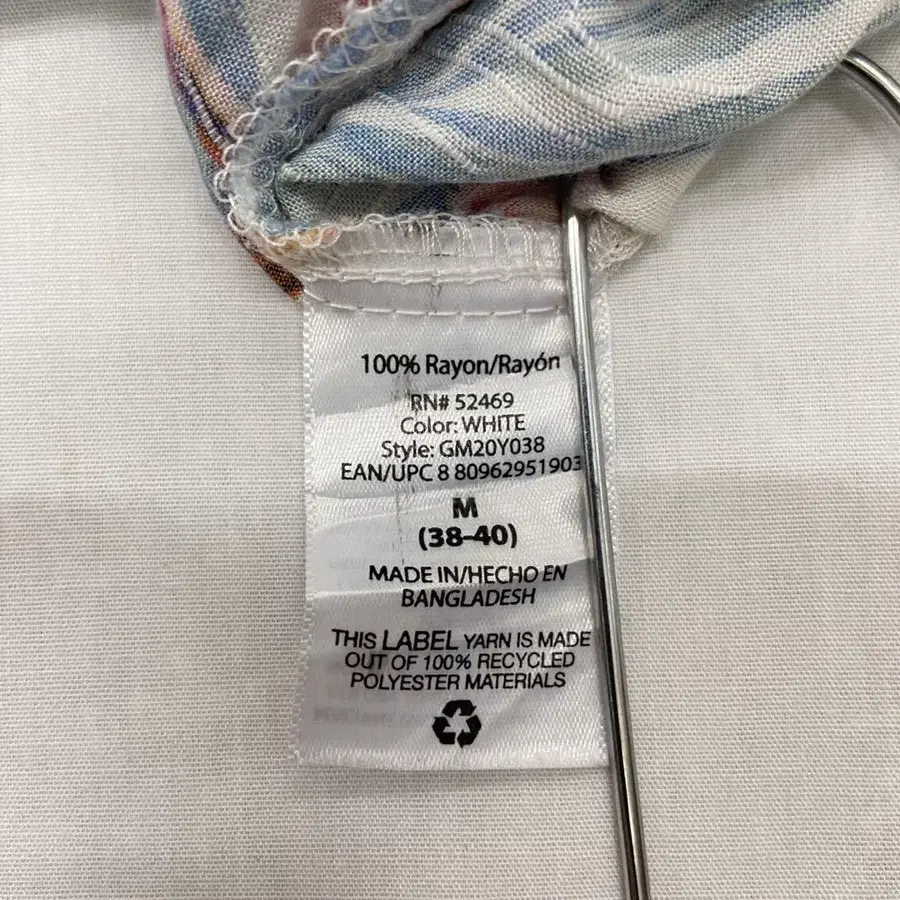 100% Rayon/Rayón
RN# 52469
Color: WHITE
Style: GM20Y038
EAN/UPC 8 80962951903
M
(38-40)
MADE IN/HECHO EN
BANGLADESH
THIS LABEL YARN IS MADE
OUT OF 100% RECYCLED
POLYESTER MATERIALS